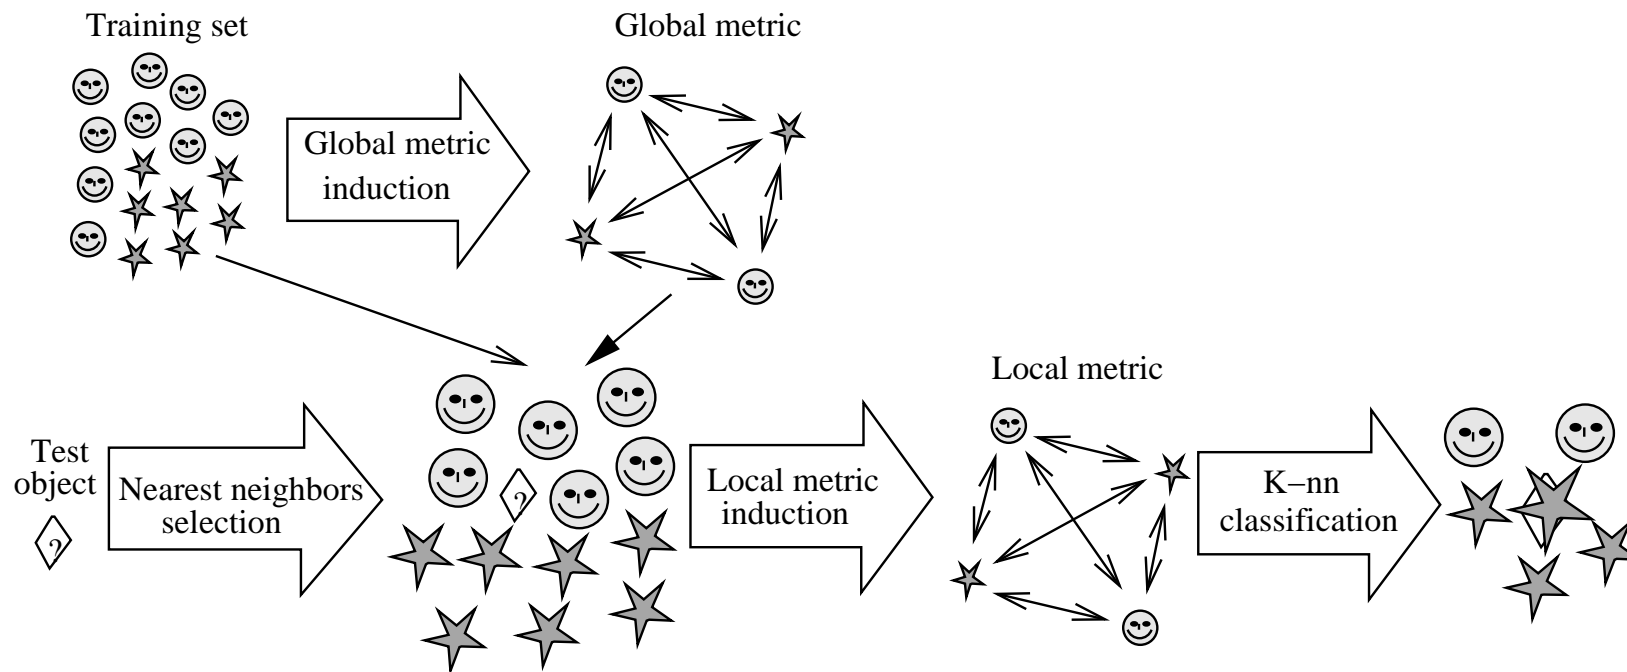 Training set
Global metric
Global metric
induction
Local metric
Test
object
?
Nearest neighbors
selection
?
Local metric
induction
K−nn
classification